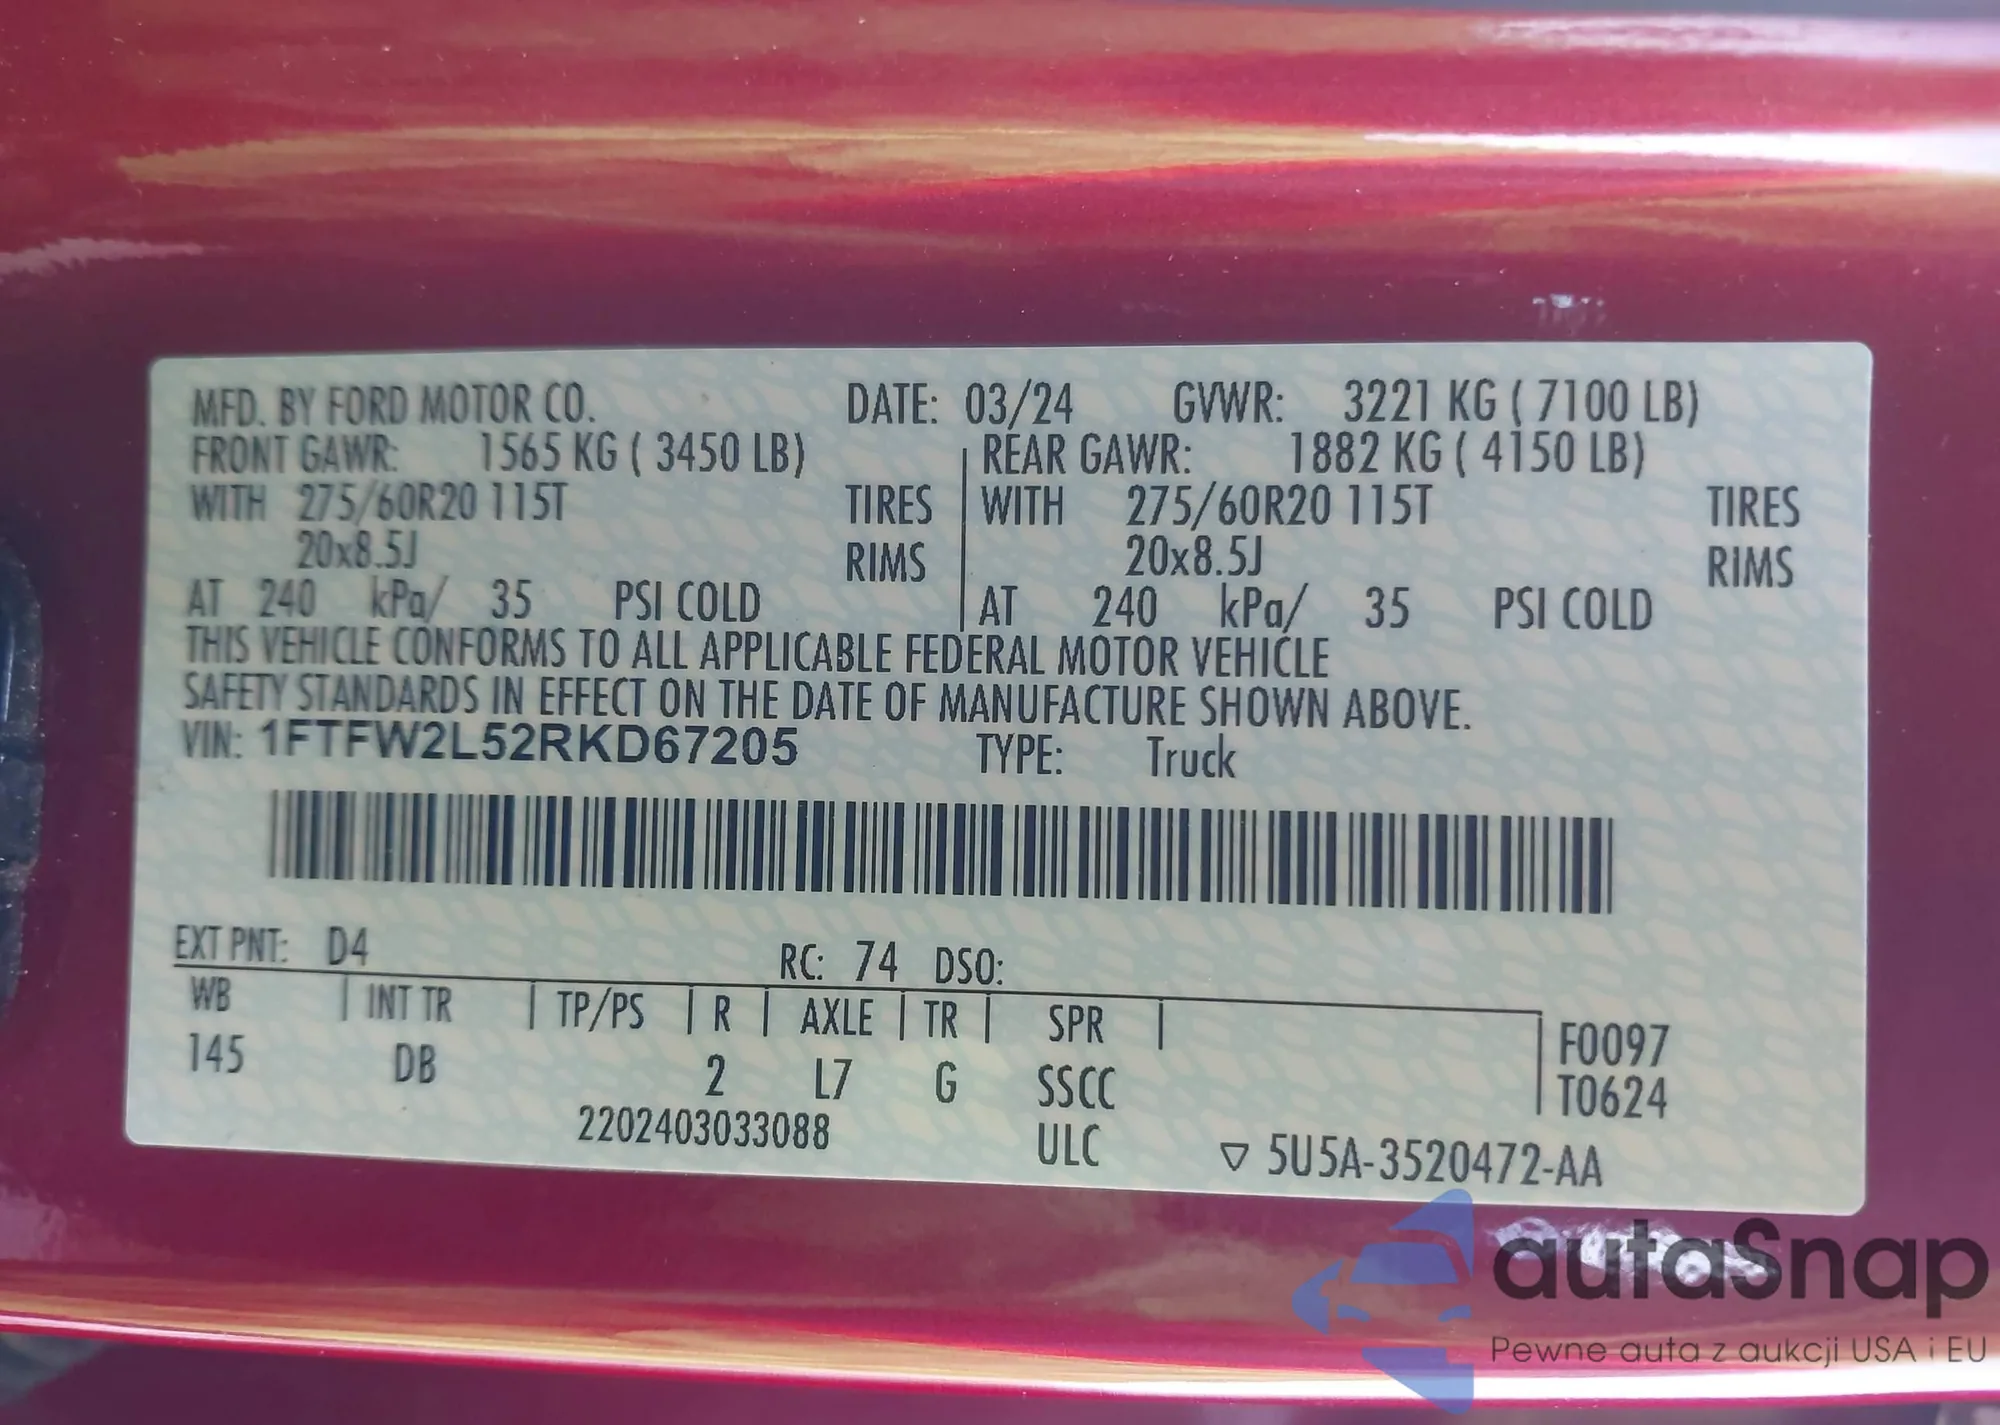 MFD. BY FORD MOTOR CO. DATE: 03/24 GVWR: 3221 KG ( 7100 LB)
FRONT GAWR: 1565 KG ( 3450 LB) REAR GAWR: 1882 KG ( 4150 LB)
WITH 275/60R20 115T TIRES WITH 275/60R20 115T TIRES
20x8.5J RIMS 20x8.5J RIMS
AT 240 kPa/ 35 PSI COLD AT 240 kPa/ 35 PSI COLD
THIS VEHICLE CONFORMS TO ALL APPLICABLE FEDERAL MOTOR VEHICLE
SAFETY STANDARDS IN EFFECT ON THE DATE OF MANUFACTURE SHOWN ABOVE.
VIN: 1FTFW2L52RKD67205 TYPE: Truck
EXT PNT: D4 RC: 74 DSO:
WB INT TR TP/PS R AXLE TR SPR F0097
145 DB 2 L7 G SSCC T0624
2202403033088 ULC ▽ 5U5A-3520472-AA
autaSnap
Pewne auta z aukcji USA i EU